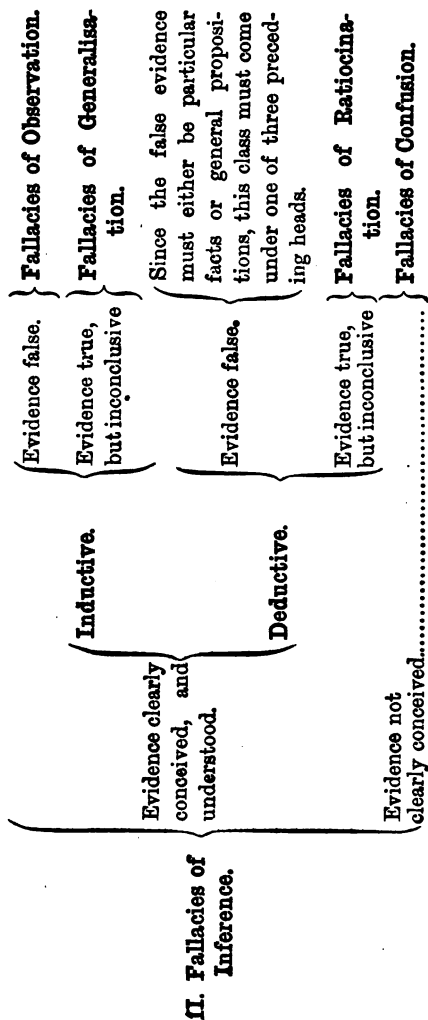 II. Fallacies of
Inference.
Evidence clearly
conceived, and
understood.
Inductive.
Evidence false.
Fallacies of Observation.
Evidence true,
but inconclusive
Fallacies of Generalisa-
tion.
Deductive.
Evidence false.
Since the false evidence
must either be particular
facts or general proposi-
tions, this class must come
under one of three preced-
ing heads.
Evidence true,
but inconclusive
Fallacies of Ratiocina-
tion.
Evidence not
clearly conceived
Fallacies of Confusion.